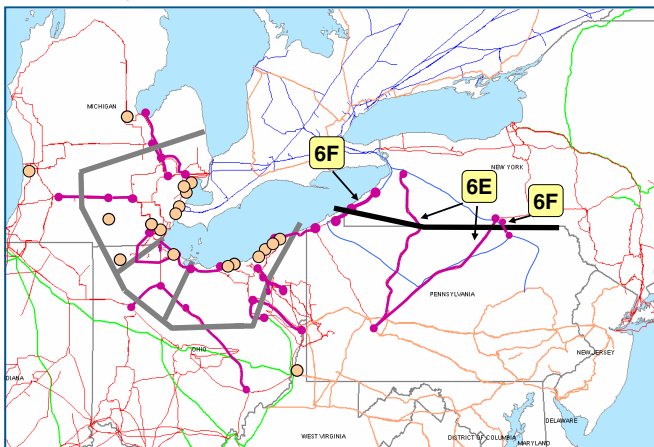 MICHIGAN
6F
NEW YORK
6E
6F
PENNSYLVANIA
OHIO
NEW JERSEY
DIANA
DELAWARE
WEST VIRGINIA
DISTRICT OF COLUMBIA
MARYLAND